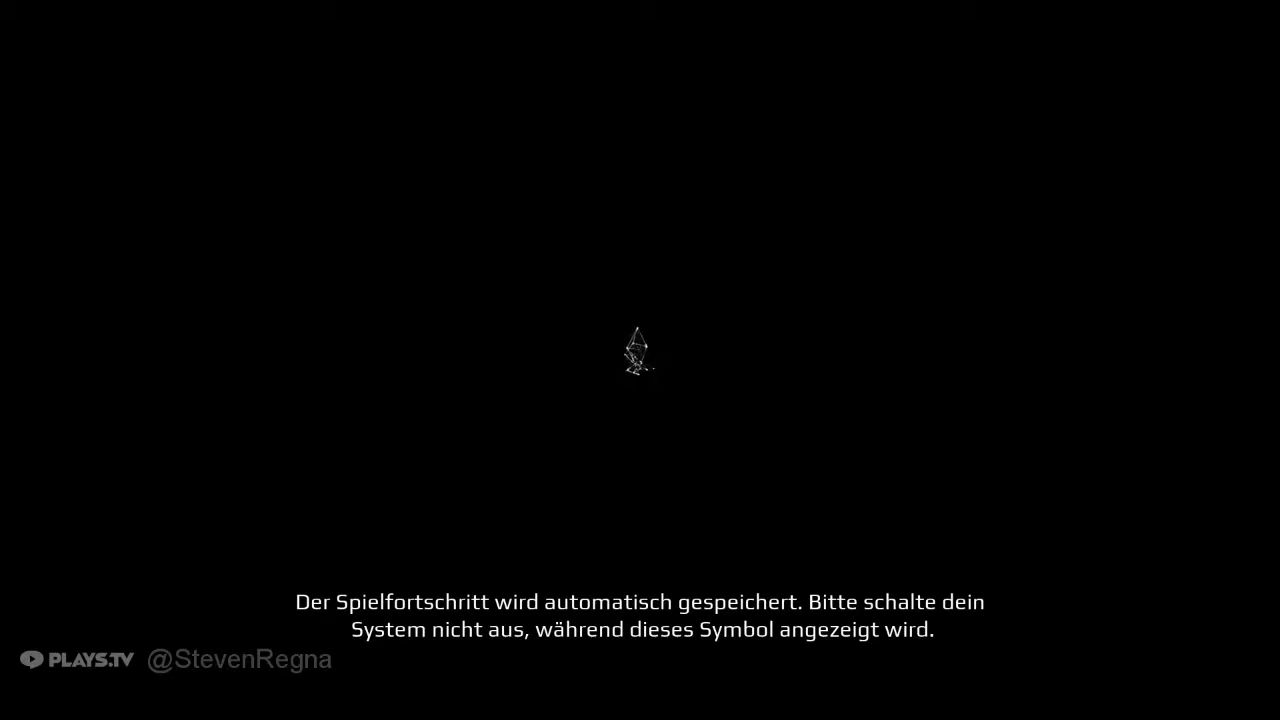 Der Spielfortschritt wird automatisch gespeichert. Bitte schalte dein
System nicht aus, während dieses Symbol angezeigt wird.
PLAYS.TV @StevenRegna